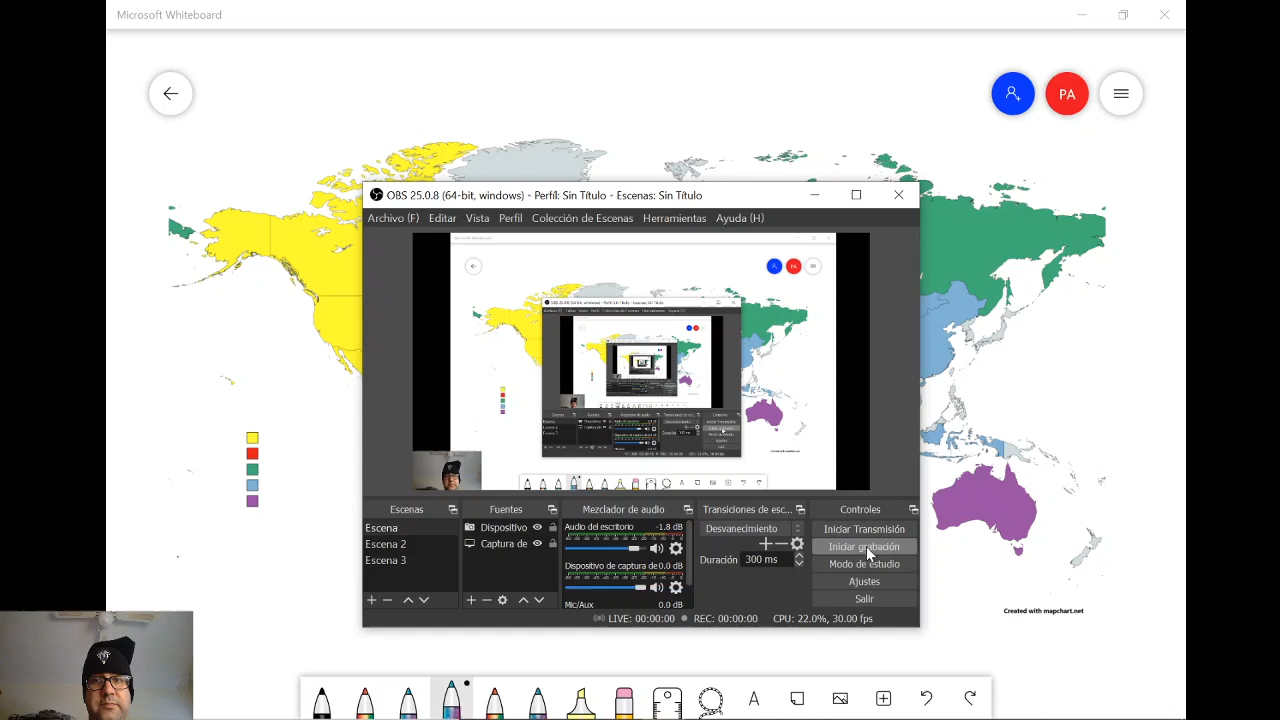 Microsoft Whiteboard
PA
OBS 25.0.8 (64-bit, windows) - Perfil: Sin Título - Escenas: Sin Título
Archivo (F) Editar Vista Perfil Colección de Escenas Herramientas Ayuda (H)
Escenas Fuentes Mezclador de audio Transiciones de esc... Controles
Escena
Escena 2
Escena 3
Dispositivo
Captura de
Audio del escritorio -1.8 dB
Dispositivo de captura de 0.0 dB
Mic/Aux 0.0 dB
Desvanecimiento
Duración 300 ms
Iniciar Transmisión
Iniciar grabación
Modo de estudio
Ajustes
Salir
LIVE: 00:00:00 REC: 00:00:00 CPU: 22.0%, 30.00 fps
Created with mapchart.net
A